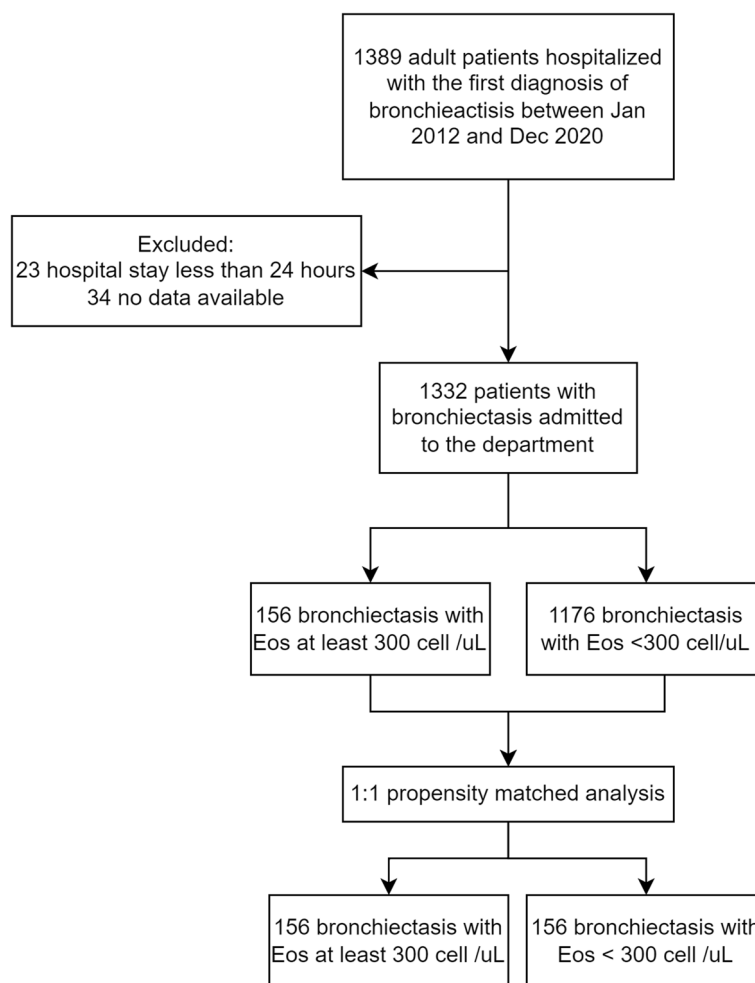 1389 adult patients hospitalized
with the first diagnosis of
bronchieactisis between Jan
2012 and Dec 2020
Excluded:
23 hospital stay less than 24 hours
34 no data available
1332 patients with
bronchiectasis admitted
to the department
156 bronchiectasis with
Eos at least 300 cell /uL
1176 bronchiectasis
with Eos <300 cell/uL
1:1 propensity matched analysis
156 bronchiectasis with
Eos at least 300 cell /uL
156 bronchiectasis with
Eos < 300 cell /uL